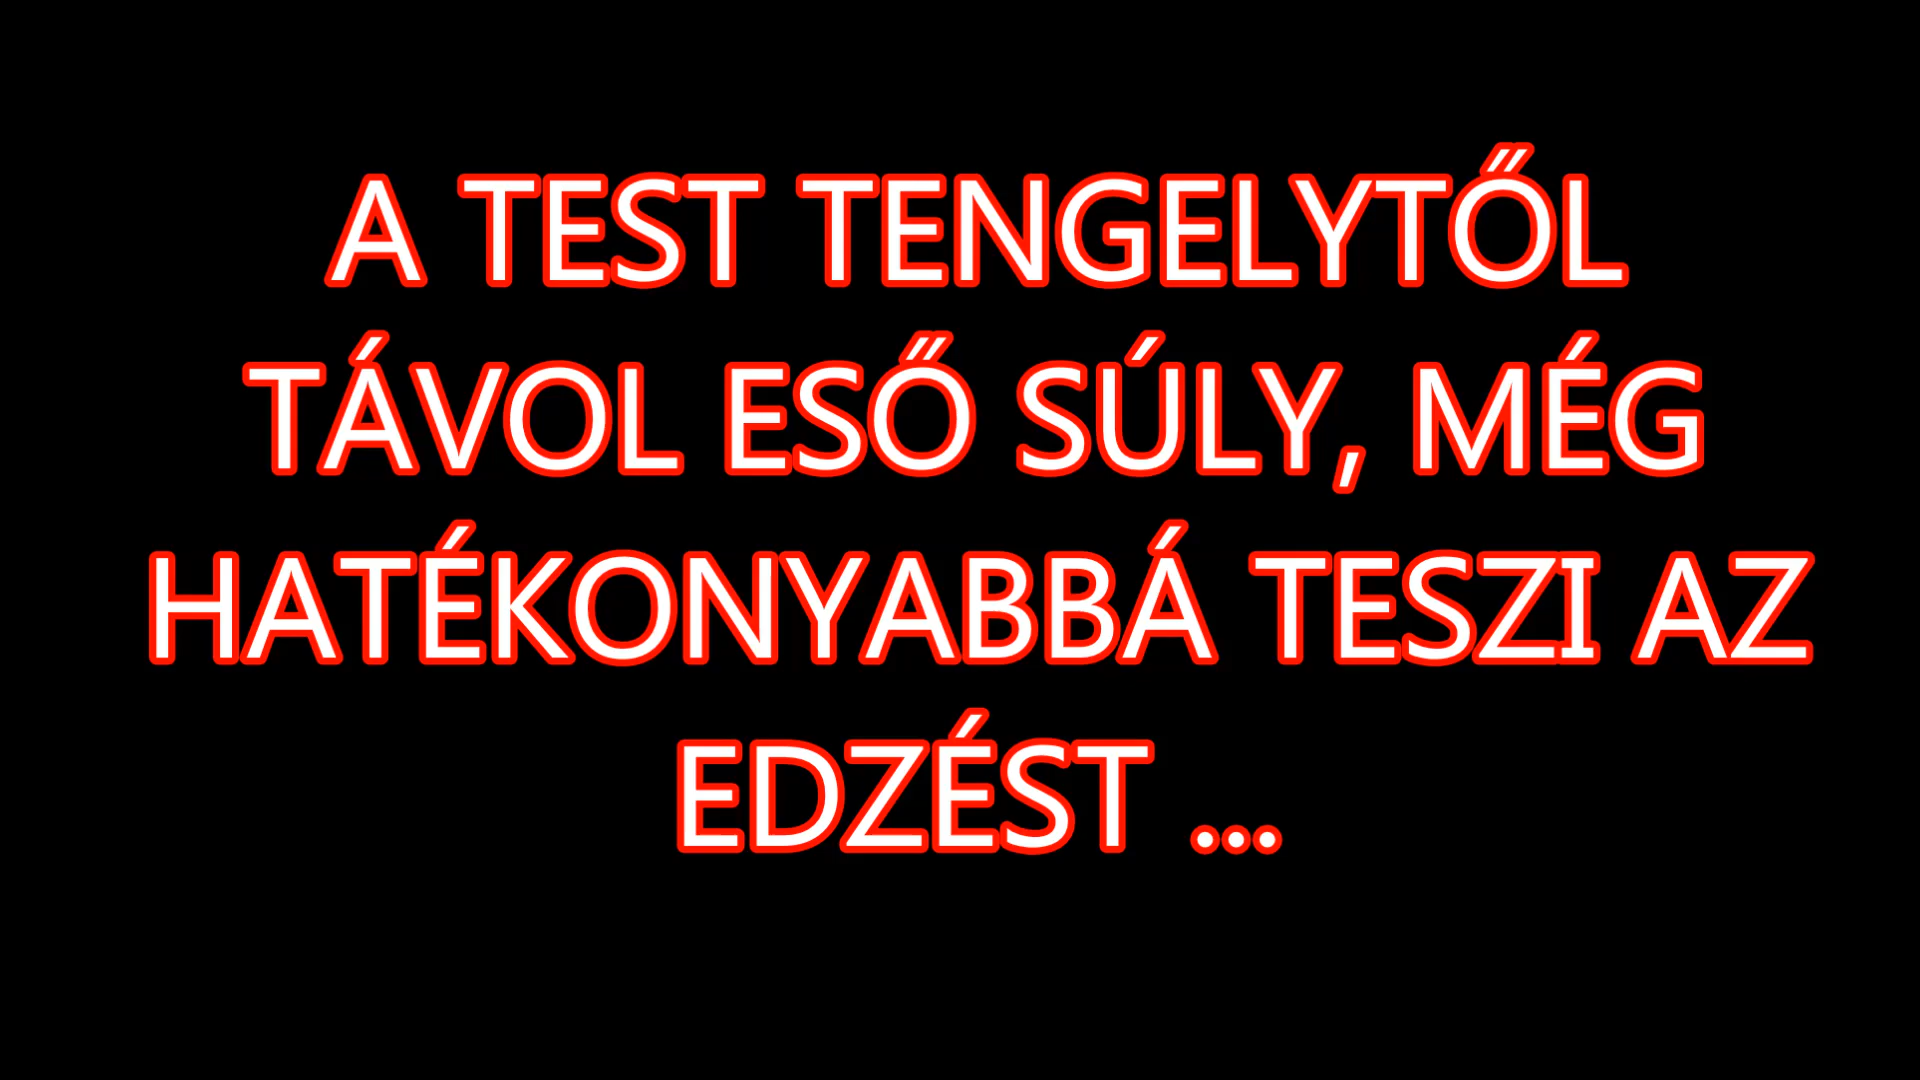 A TEST TENGELYTŐL
TÁVOL ESŐ SÚLY, MÉG
HATÉKONYABBÁ TESZI AZ
EDZÉST ...